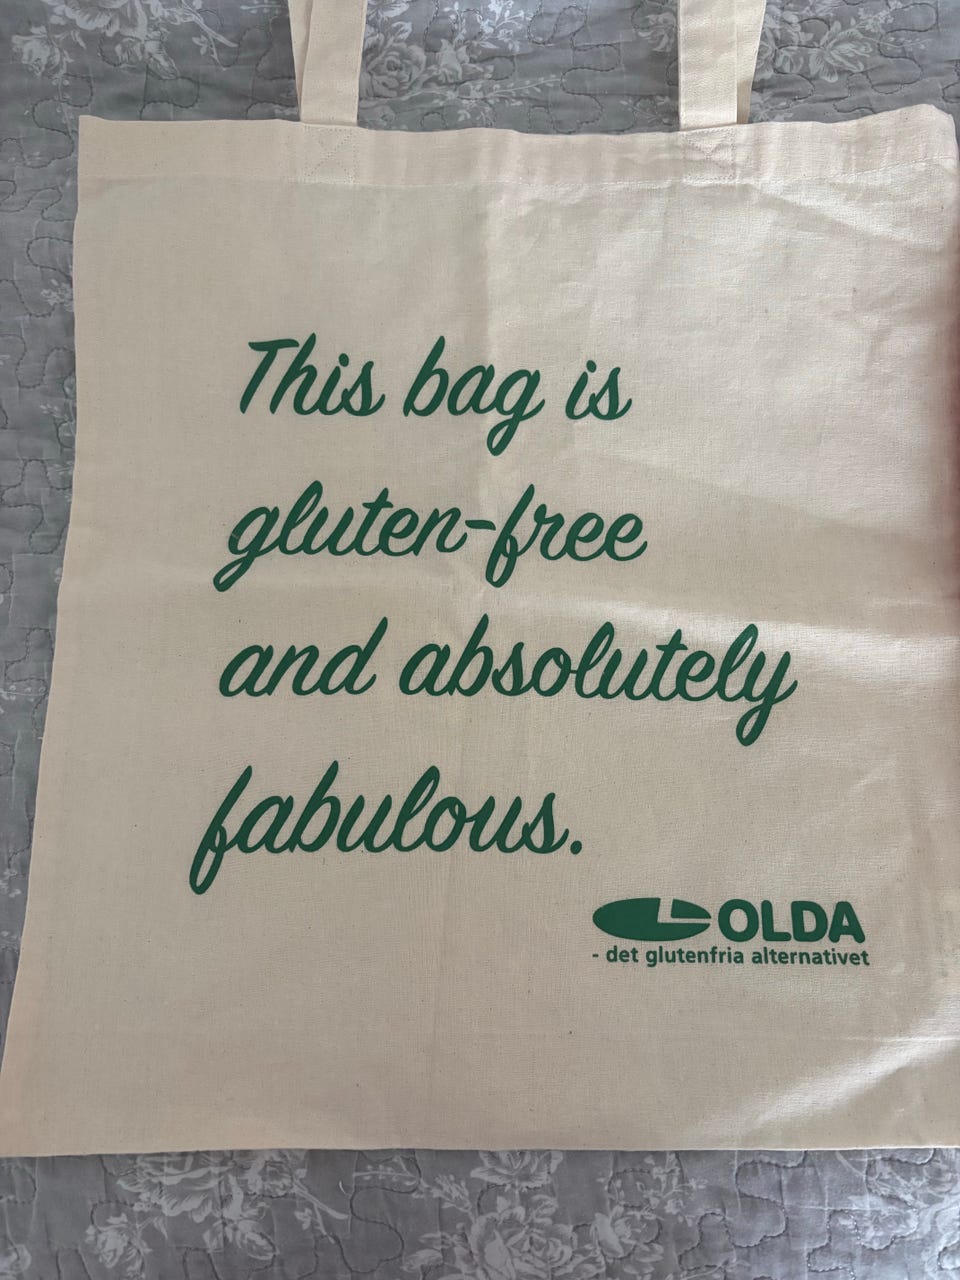 This bag is
gluten-free
and absolutely
fabulous.
OLDA
- det glutenfria alternativet